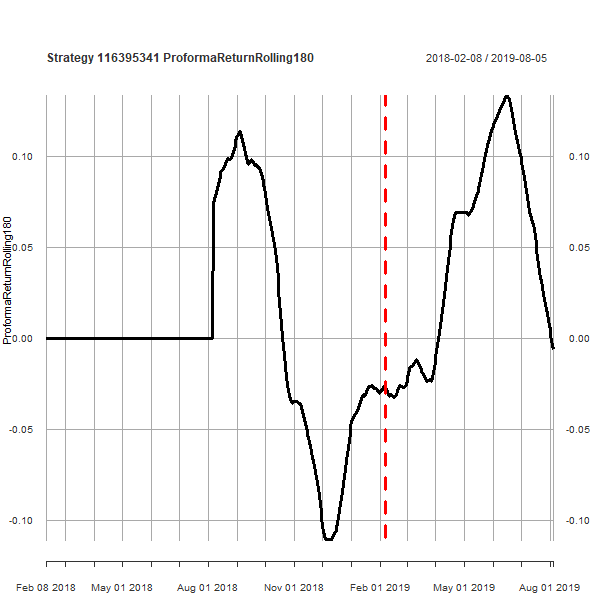 Strategy 116395341 ProformaReturnRolling180
2018-02-08 / 2019-08-05
ProformaReturnRolling180
0.10
0.05
0.00
-0.05
-0.10
0.10
0.05
0.00
-0.05
-0.10
Feb 08 2018
May 01 2018
Aug 01 2018
Nov 01 2018
Feb 01 2019
May 01 2019
Aug 01 2019